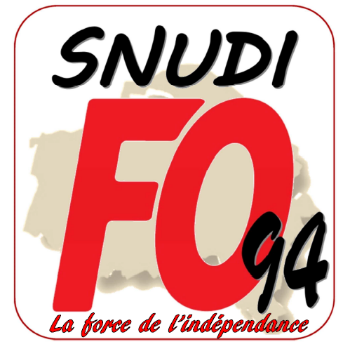 SNUDI
FO
94
La force de l'indépendance